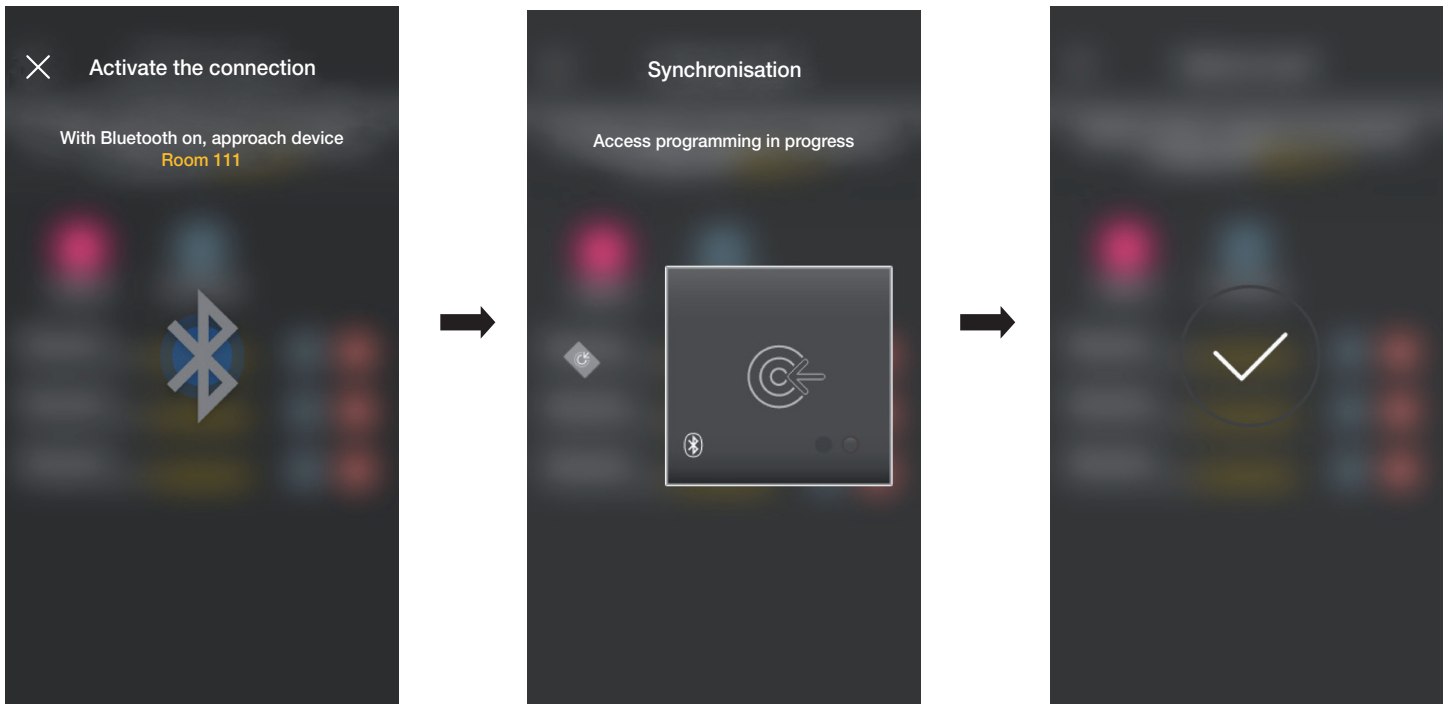 Activate the connection
With Bluetooth on, approach device
Room 111
Synchronisation
Access programming in progress